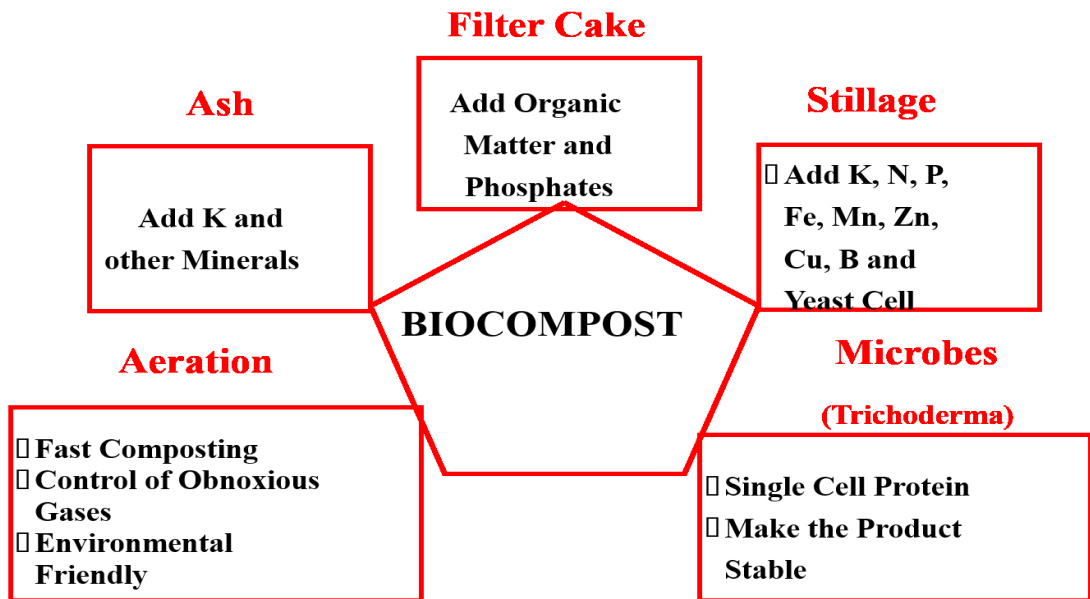 Filter Cake
Add Organic
Matter and
Phosphates
Ash
Add K and
other Minerals
Stillage
Add K, N, P,
Fe, Mn, Zn,
Cu, B and
Yeast Cell
BIOCOMPOST
Aeration
Fast Composting
Control of Obnoxious
Gases
Environmental
Friendly
Microbes
(Trichoderma)
Single Cell Protein
Make the Product
Stable